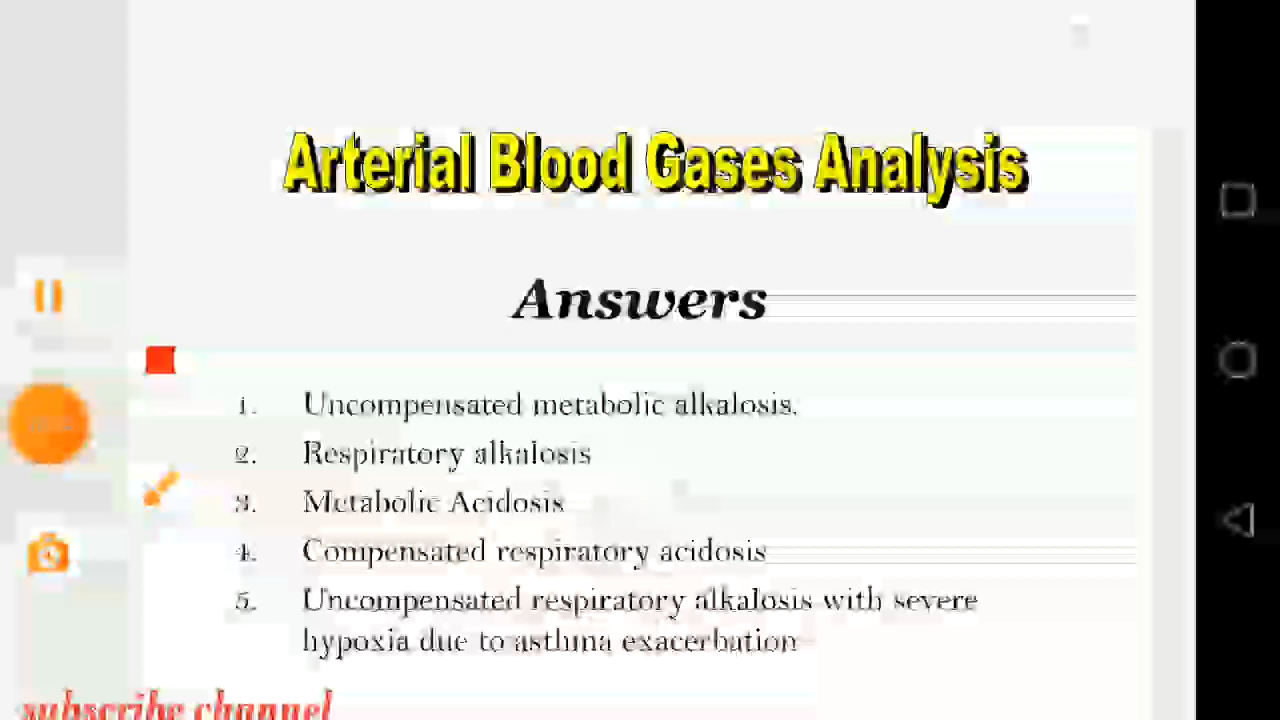 Arterial Blood Gases Analysis
Answers
1. Uncompensated metabolic alkalosis.
2. Respiratory alkalosis
3. Metabolic Acidosis
4. Compensated respiratory acidosis
5. Uncompensated respiratory alkalosis with severe
hypoxia due to asthma exacerbation
subscribe channel